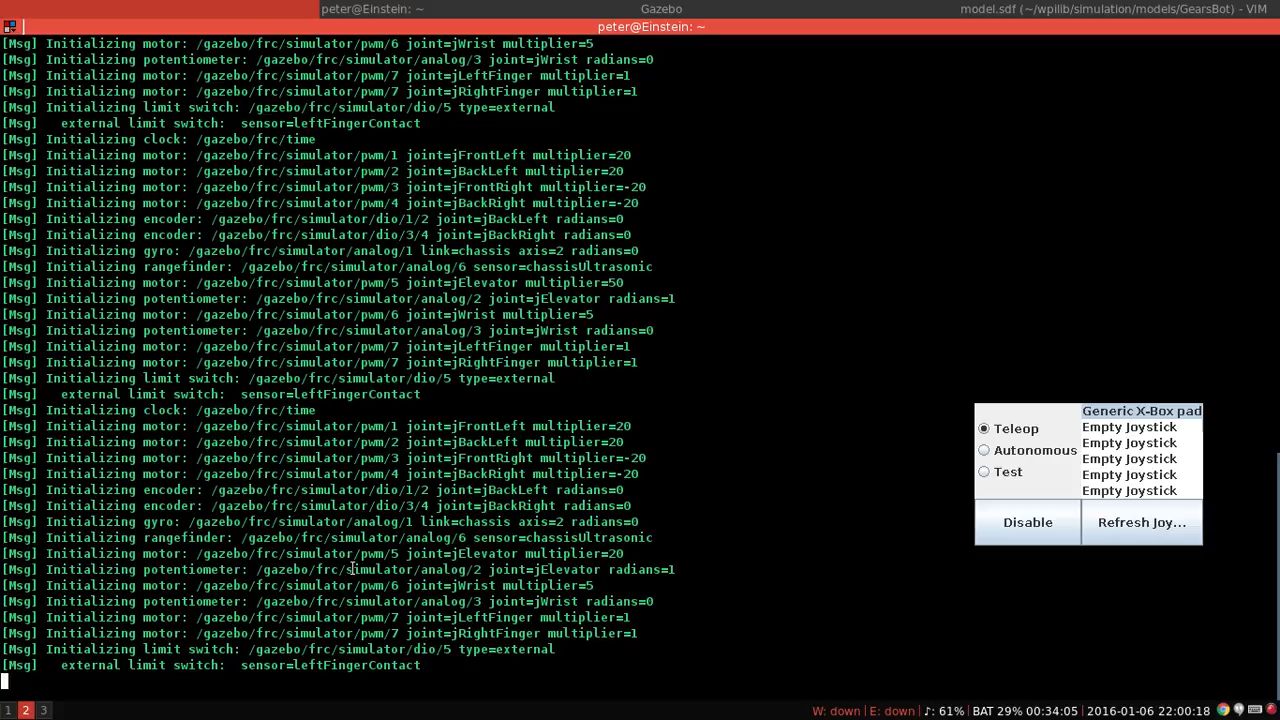 peter@Einstein: ~
Gazebo
model.sdf (~/wpilib/simulation/models/GearsBot) - VIM
peter@Einstein: ~
[Msg] Initializing motor: /gazebo/frc/simulator/pwm/6 joint=jWrist multiplier=5
[Msg] Initializing potentiometer: /gazebo/frc/simulator/analog/3 joint=jWrist radians=0
[Msg] Initializing motor: /gazebo/frc/simulator/pwm/7 joint=jLeftFinger multiplier=1
[Msg] Initializing motor: /gazebo/frc/simulator/pwm/7 joint=jRightFinger multiplier=1
[Msg] Initializing limit switch: /gazebo/frc/simulator/dio/5 type=external
[Msg]   external limit switch:  sensor=leftFingerContact
[Msg] Initializing clock: /gazebo/frc/time
[Msg] Initializing motor: /gazebo/frc/simulator/pwm/1 joint=jFrontLeft multiplier=20
[Msg] Initializing motor: /gazebo/frc/simulator/pwm/2 joint=jBackLeft multiplier=20
[Msg] Initializing motor: /gazebo/frc/simulator/pwm/3 joint=jFrontRight multiplier=-20
[Msg] Initializing motor: /gazebo/frc/simulator/pwm/4 joint=jBackRight multiplier=-20
[Msg] Initializing encoder: /gazebo/frc/simulator/dio/1/2 joint=jBackLeft radians=0
[Msg] Initializing encoder: /gazebo/frc/simulator/dio/3/4 joint=jBackRight radians=0
[Msg] Initializing gyro: /gazebo/frc/simulator/analog/1 link=chassis axis=2 radians=0
[Msg] Initializing rangefinder: /gazebo/frc/simulator/analog/6 sensor=chassisUltrasonic
[Msg] Initializing motor: /gazebo/frc/simulator/pwm/5 joint=jElevator multiplier=50
[Msg] Initializing potentiometer: /gazebo/frc/simulator/analog/2 joint=jElevator radians=1
[Msg] Initializing motor: /gazebo/frc/simulator/pwm/6 joint=jWrist multiplier=5
[Msg] Initializing potentiometer: /gazebo/frc/simulator/analog/3 joint=jWrist radians=0
[Msg] Initializing motor: /gazebo/frc/simulator/pwm/7 joint=jLeftFinger multiplier=1
[Msg] Initializing motor: /gazebo/frc/simulator/pwm/7 joint=jRightFinger multiplier=1
[Msg] Initializing limit switch: /gazebo/frc/simulator/dio/5 type=external
[Msg]   external limit switch:  sensor=leftFingerContact
[Msg] Initializing clock: /gazebo/frc/time
[Msg] Initializing motor: /gazebo/frc/simulator/pwm/1 joint=jFrontLeft multiplier=20
[Msg] Initializing motor: /gazebo/frc/simulator/pwm/2 joint=jBackLeft multiplier=20
[Msg] Initializing motor: /gazebo/frc/simulator/pwm/3 joint=jFrontRight multiplier=-20
[Msg] Initializing motor: /gazebo/frc/simulator/pwm/4 joint=jBackRight multiplier=-20
[Msg] Initializing encoder: /gazebo/frc/simulator/dio/1/2 joint=jBackLeft radians=0
[Msg] Initializing encoder: /gazebo/frc/simulator/dio/3/4 joint=jBackRight radians=0
[Msg] Initializing gyro: /gazebo/frc/simulator/analog/1 link=chassis axis=2 radians=0
[Msg] Initializing rangefinder: /gazebo/frc/simulator/analog/6 sensor=chassisUltrasonic
[Msg] Initializing motor: /gazebo/frc/simulator/pwm/5 joint=jElevator multiplier=20
[Msg] Initializing potentiometer: /gazebo/frc/simulator/analog/2 joint=jElevator radians=1
[Msg] Initializing motor: /gazebo/frc/simulator/pwm/6 joint=jWrist multiplier=5
[Msg] Initializing potentiometer: /gazebo/frc/simulator/analog/3 joint=jWrist radians=0
[Msg] Initializing motor: /gazebo/frc/simulator/pwm/7 joint=jLeftFinger multiplier=1
[Msg] Initializing motor: /gazebo/frc/simulator/pwm/7 joint=jRightFinger multiplier=1
[Msg] Initializing limit switch: /gazebo/frc/simulator/dio/5 type=external
[Msg]   external limit switch:  sensor=leftFingerContact
Teleop
Autonomous
Test
Generic X-Box pad
Empty Joystick
Empty Joystick
Empty Joystick
Empty Joystick
Empty Joystick
Disable
Refresh Joy...
1 2 3
W: down E: down ♪: 61% BAT 29% 00:34:05 2016-01-06 22:00:18